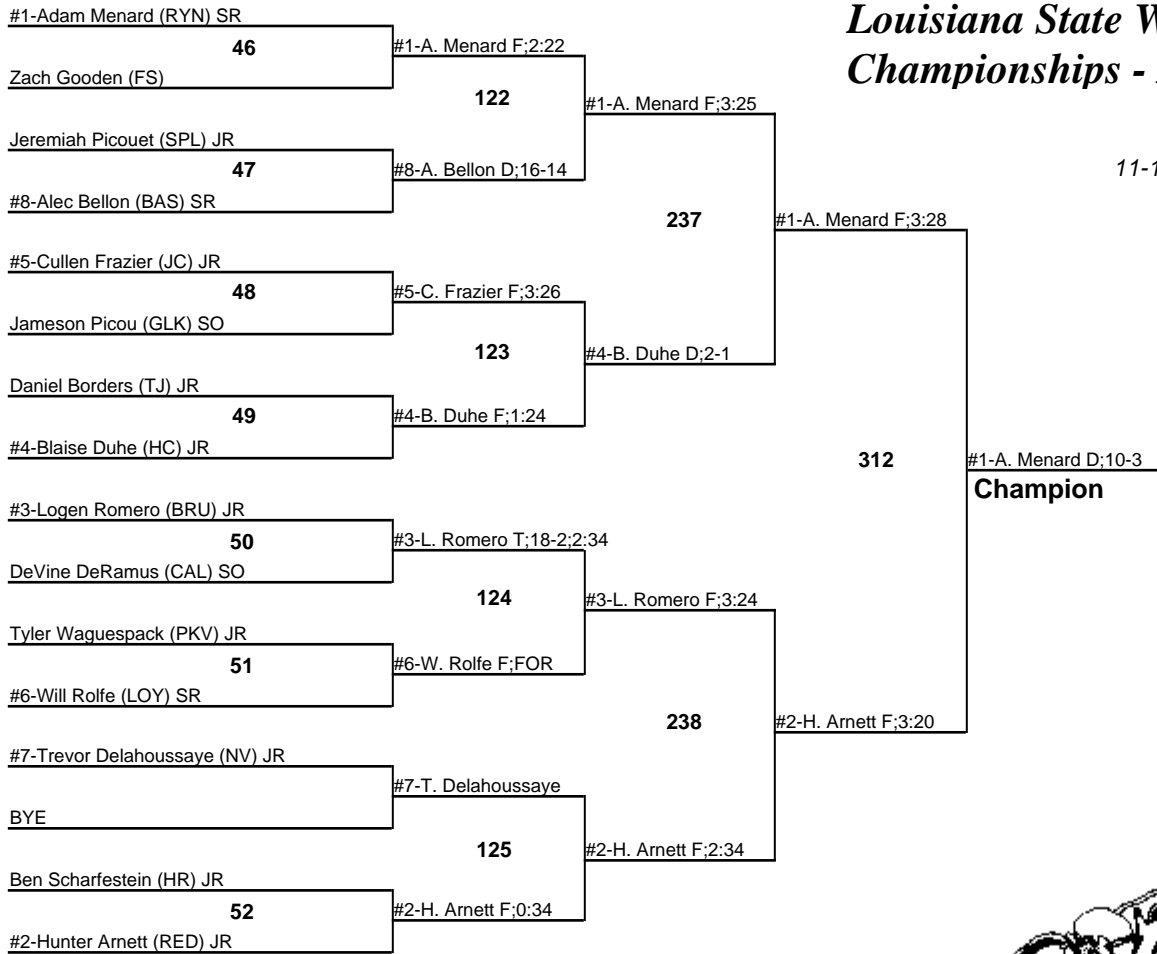 Louisiana State W
Championships -
11-1
#1-Adam Menard (RYN) SR
46
Zach Gooden (FS)
#1-A. Menard F;2:22
122
Jeremiah Picouet (SPL) JR
47
#8-Alec Bellon (BAS) SR
#8-A. Bellon D;16-14
#1-A. Menard F;3:25
237
#5-Cullen Frazier (JC) JR
48
Jameson Picou (GLK) SO
#5-C. Frazier F;3:26
123
Daniel Borders (TJ) JR
49
#4-Blaise Duhe (HC) JR
#4-B. Duhe F;1:24
#4-B. Duhe D;2-1
#1-A. Menard F;3:28
312
#1-A. Menard D;10-3
Champion
#3-Logen Romero (BRU) JR
50
DeVine DeRamus (CAL) SO
#3-L. Romero T;18-2;2:34
124
Tyler Waguespack (PKV) JR
51
#6-Will Rolfe (LOY) SR
#6-W. Rolfe F;FOR
#3-L. Romero F;3:24
238
#7-Trevor Delahoussaye (NV) JR
BYE
#7-T. Delahoussaye
125
Ben Scharfestein (HR) JR
52
#2-Hunter Arnett (RED) JR
#2-H. Arnett F;0:34
#2-H. Arnett F;2:34
#2-H. Arnett F;3:20